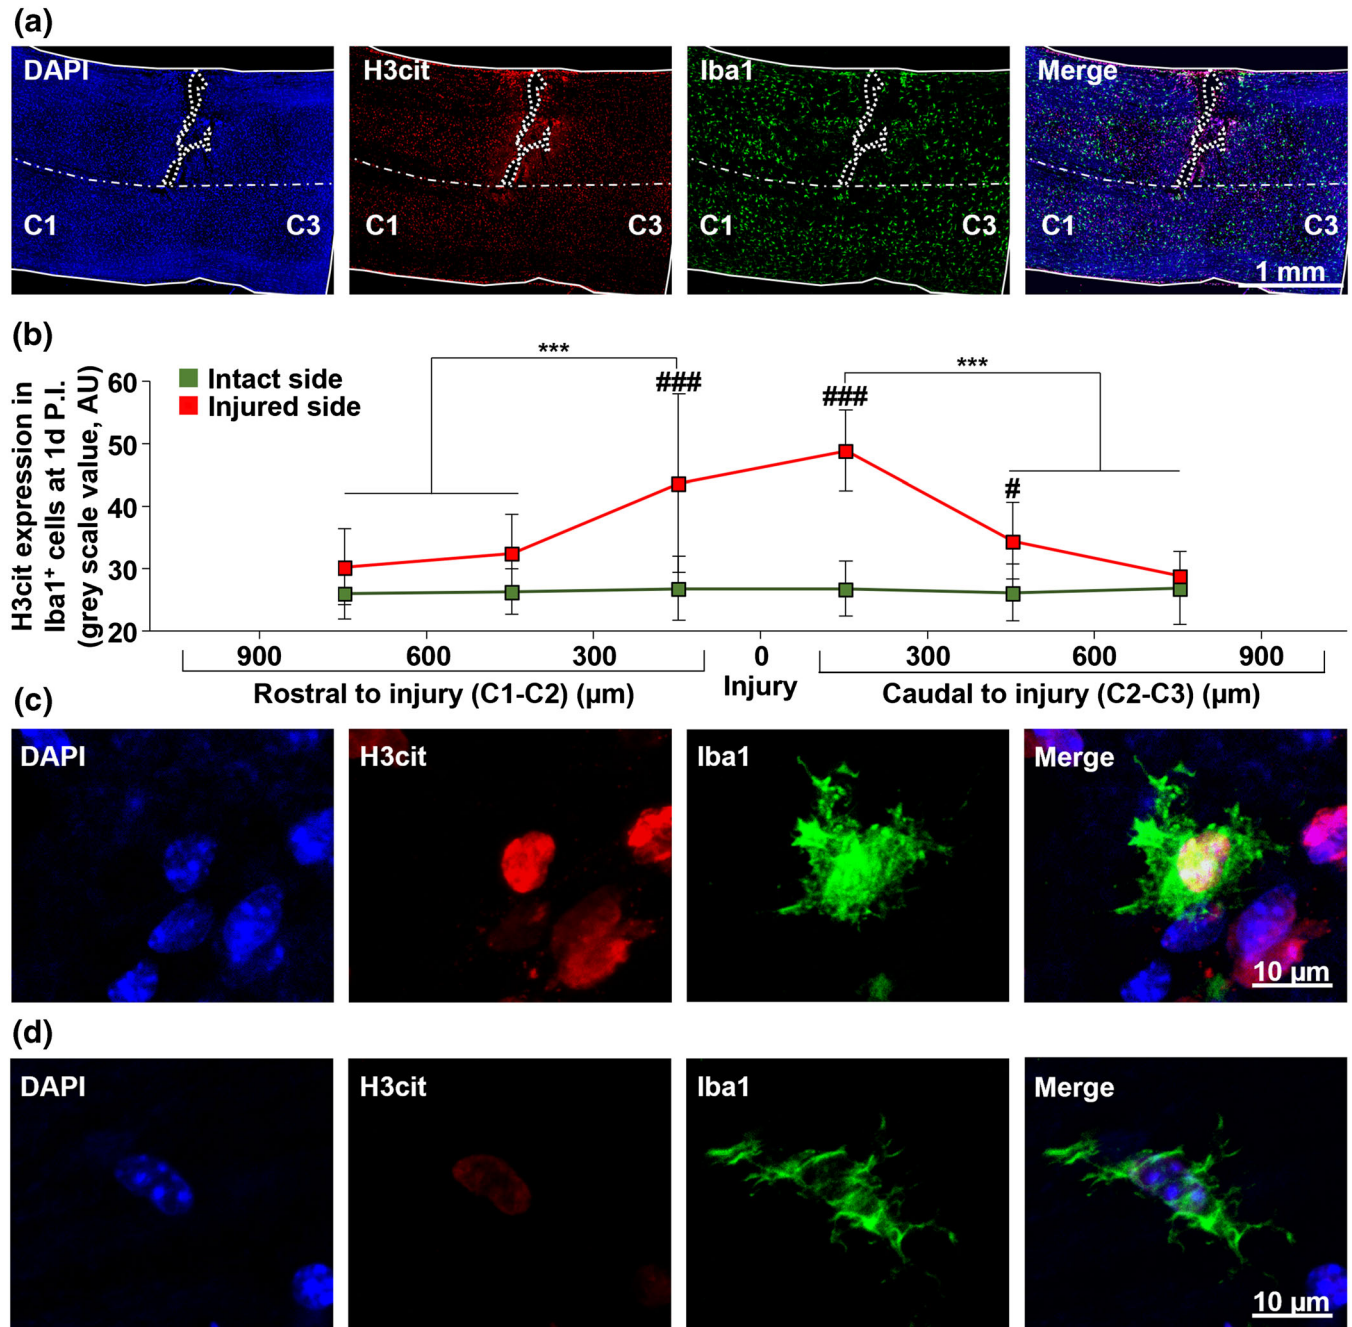 (a)
DAPI H3cit Iba1 Merge
C1 C3 C1 C3 C1 C3 C1 C3
1 mm
(b)
*** ***
Intact side
Injured side
### ###
#
H3cit expression in
Iba1⁺ cells at 1d P.I.
(grey scale value, AU)
60
50
40
30
20
900 600 300 0 300 600 900
Rostral to injury (C1-C2) (µm) Injury Caudal to injury (C2-C3) (µm)
(c)
DAPI H3cit Iba1 Merge
10 µm
(d)
DAPI H3cit Iba1 Merge
10 µm